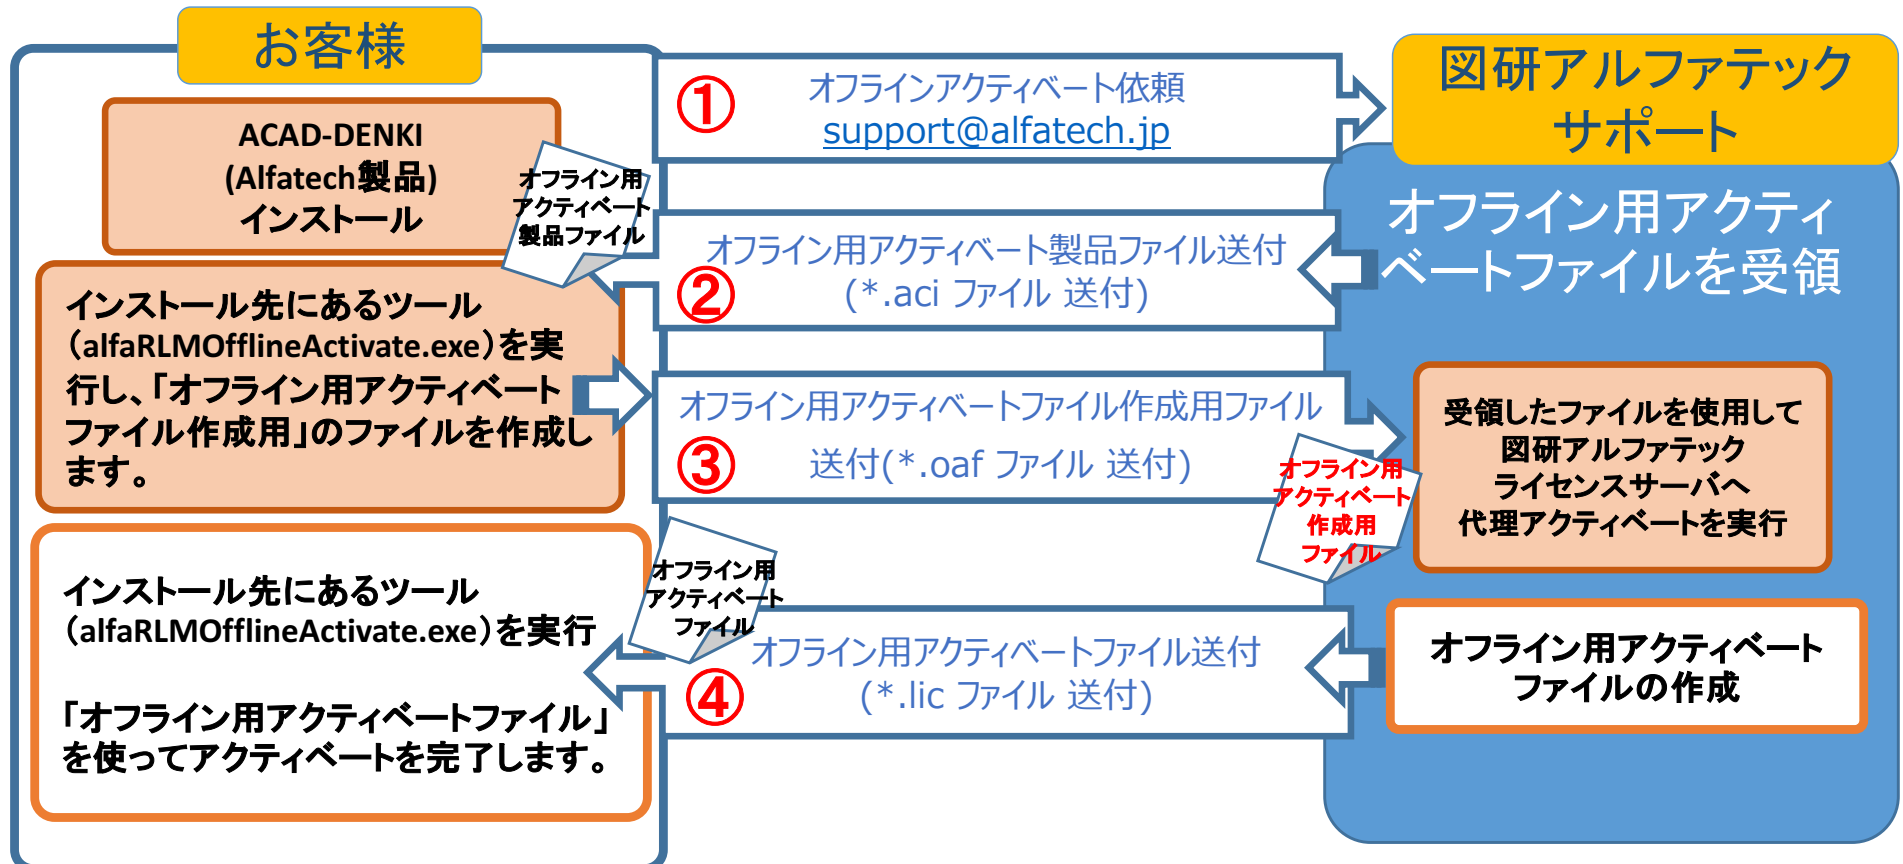 お客様
ACAD-DENKI
(Alfatech製品)
インストール
オフライン用
アクティベート
製品ファイル
インストール先にあるツール
（alfaRLMOfflineActivate.exe）を実
行し、「オフライン用アクティベート
ファイル作成用」のファイルを作成し
ます。
インストール先にあるツール
（alfaRLMOfflineActivate.exe）を実行
「オフライン用アクティベートファイル」
を使ってアクティベートを完了します。
①
オフラインアクティベート依頼
support@alfatech.jp
オフライン用アクティベート製品ファイル送付
②
(*.aci ファイル 送付)
オフライン用アクティベートファイル作成用ファイル
③
送付(*.oaf ファイル 送付)
オフライン用
アクティベート
作成用
ファイル
オフライン用
アクティベート
ファイル
オフライン用アクティベートファイル送付
④
(*.lic ファイル 送付)
図研アルファテック
サポート
オフライン用アクティ
ベートファイルを受領
受領したファイルを使用して
図研アルファテック
ライセンスサーバへ
代理アクティベートを実行
オフライン用アクティベート
ファイルの作成